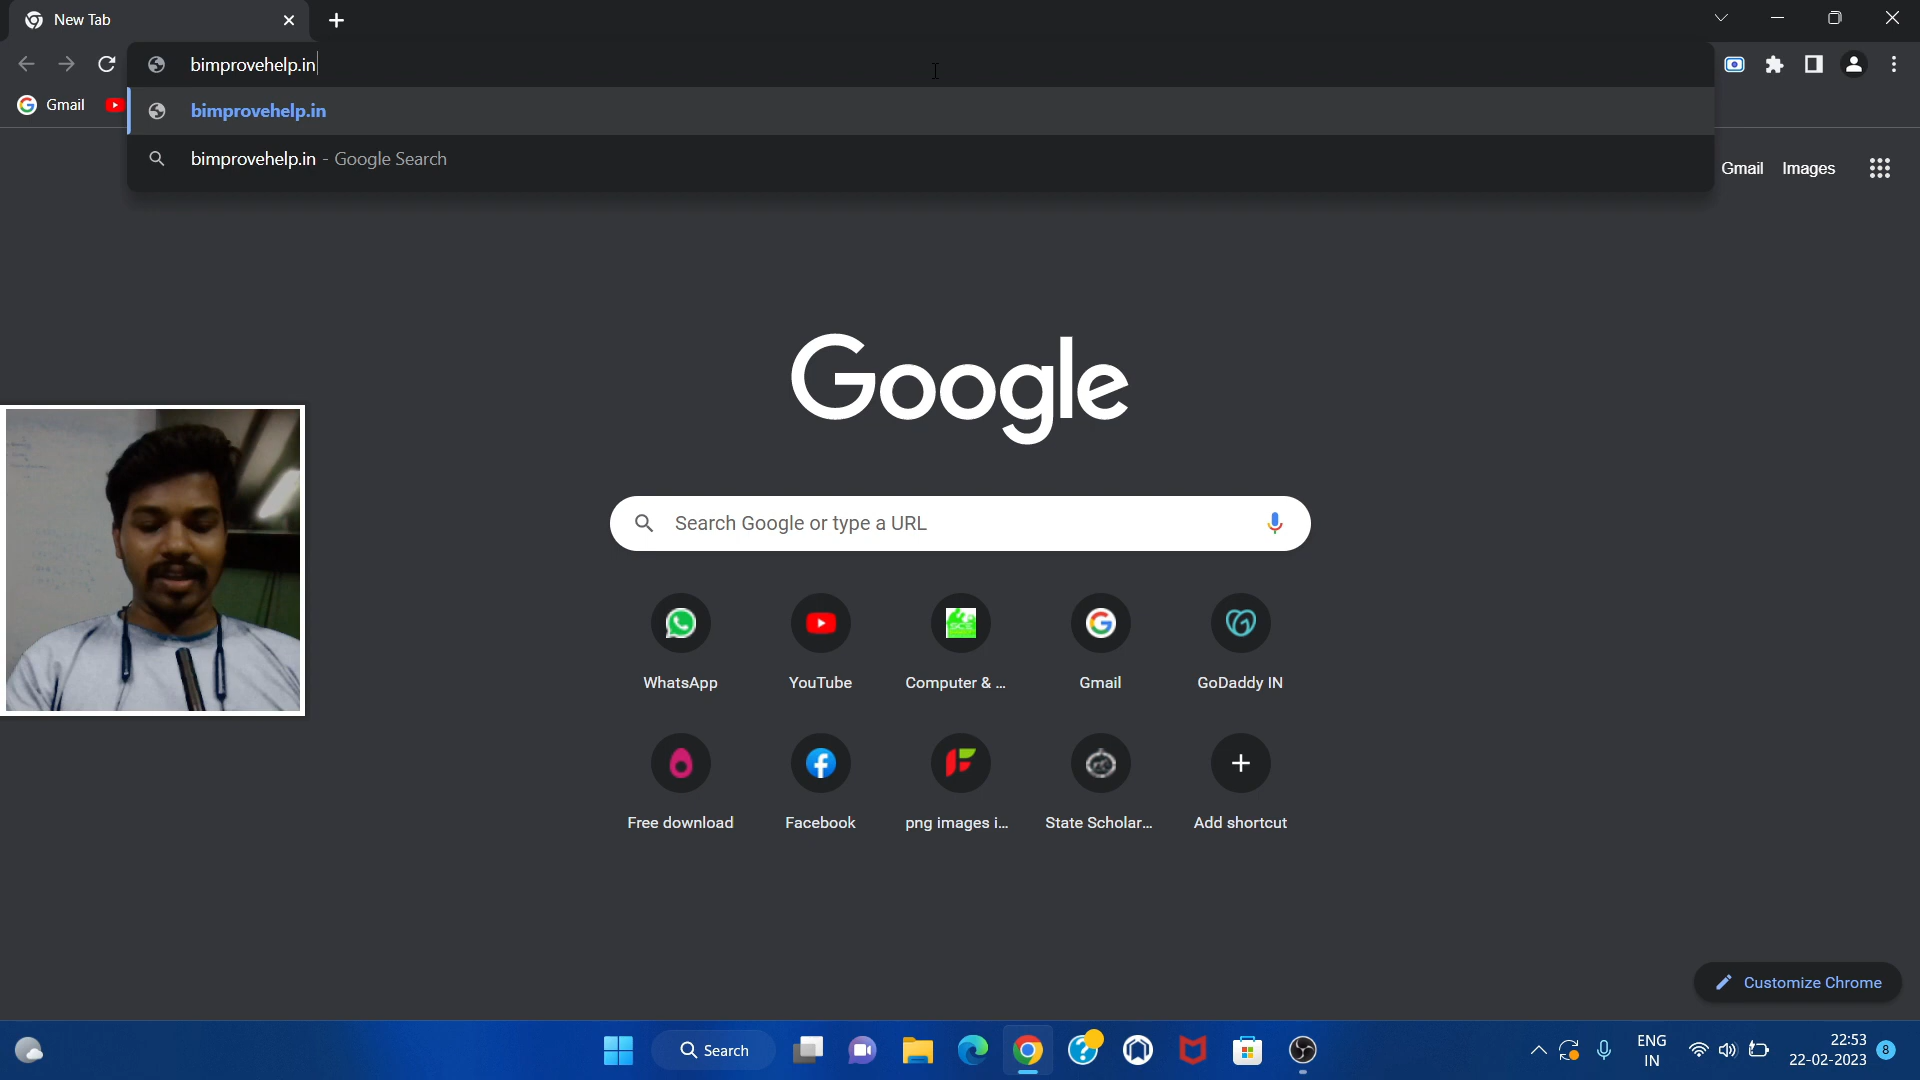 New Tab
bimprovehelp.in
Gmail
bimprovehelp.in
bimprovehelp.in - Google Search
Gmail Images
Google
Search Google or type a URL
WhatsApp YouTube Computer & ... Gmail GoDaddy IN
Free download Facebook png images i... State Scholar... Add shortcut
Customize Chrome
Search
ENG
IN
22:53
22-02-2023
8